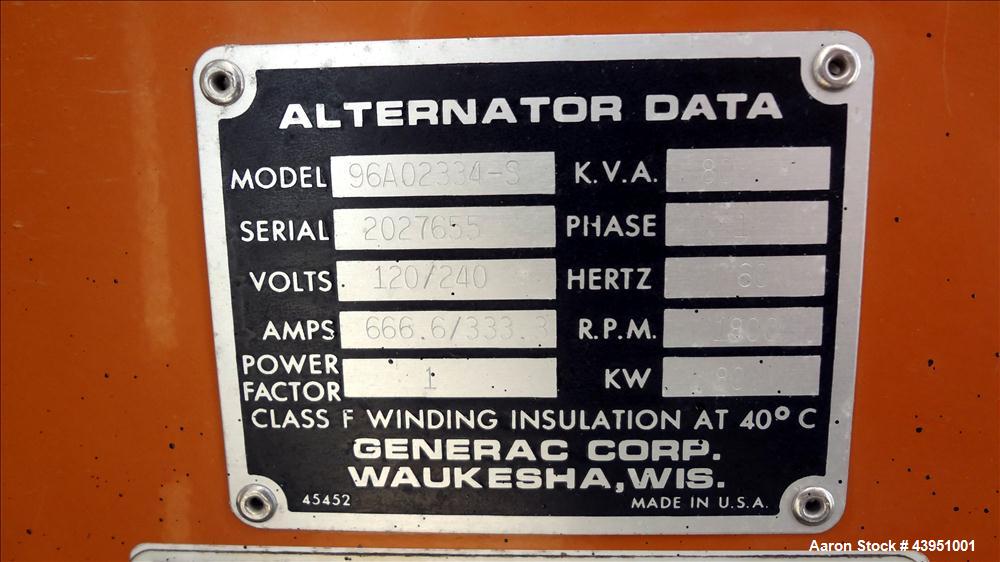 ALTERNATOR DATA
MODEL 96A02334-S K.V.A. 80
SERIAL 2027655 PHASE
VOLTS 120/240 HERTZ 60
AMPS 666.6/333.3 R.P.M. 1800
POWER FACTOR 1 KW 80
CLASS F WINDING INSULATION AT 40° C
GENERAC CORP.
WAUKESHA, WIS.
45452 MADE IN U.S.A.
Aaron Stock # 43951001